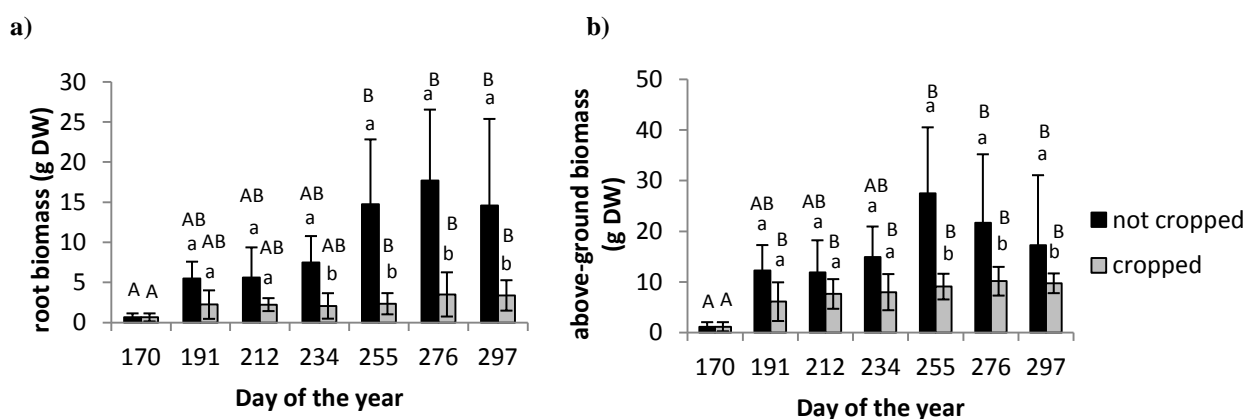 a)
root biomass (g DW)
30
25
20
15
10
5
0
A A
AB
a
AB
a
AB
a
AB
a
AB
a
AB
b
B
a
B
b
B
a
B
b
B
a
B
b
170 191 212 234 255 276 297
Day of the year
b)
above-ground biomass
(g DW)
50
40
30
20
10
0
A A
AB
a
B
a
AB
a
B
a
AB
a
B
a
B
a
B
b
B
a
B
b
B
a
B
b
170 191 212 234 255 276 297
Day of the year
not cropped
cropped